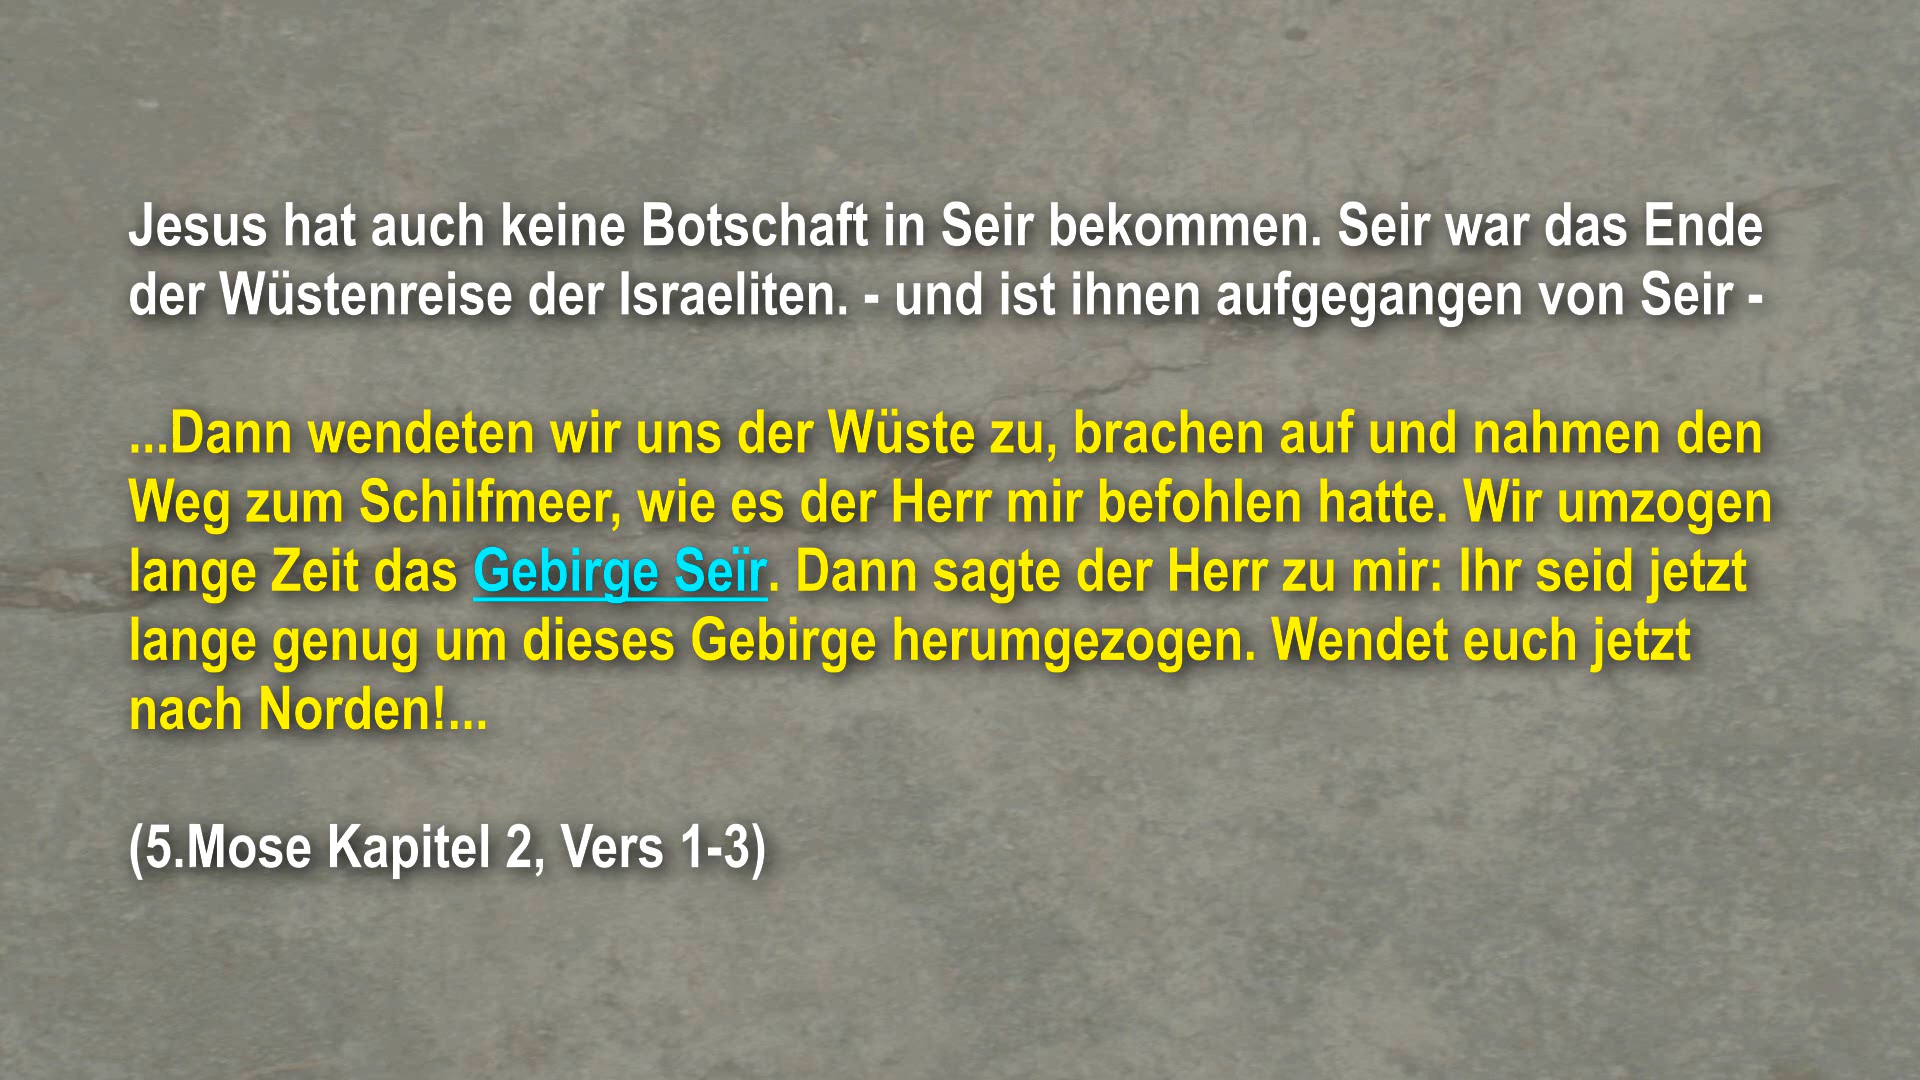 Jesus hat auch keine Botschaft in Seir bekommen. Seir war das Ende
der Wüstenreise der Israeliten. - und ist ihnen aufgegangen von Seir -
...Dann wendeten wir uns der Wüste zu, brachen auf und nahmen den
Weg zum Schilfmeer, wie es der Herr mir befohlen hatte. Wir umzogen
lange Zeit das Gebirge Seïr. Dann sagte der Herr zu mir: Ihr seid jetzt
lange genug um dieses Gebirge herumgezogen. Wendet euch jetzt
nach Norden!...
(5.Mose Kapitel 2, Vers 1-3)